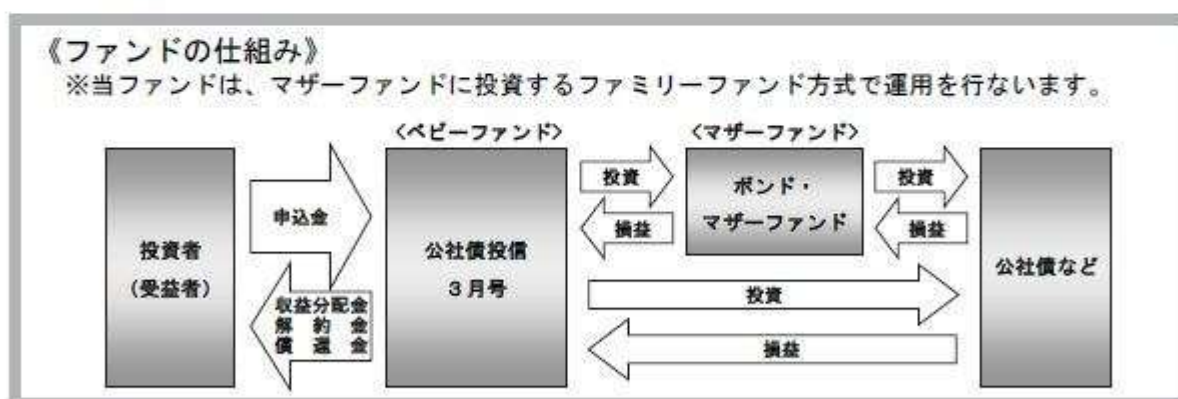 《ファンドの仕組み》
※当ファンドは、マザーファンドに投資するファミリーファンド方式で運用を行ないます。
〈ベビーファンド〉
〈マザーファンド〉
投資者
(受益者)
申込金
収益分配金
解約金
償還金
公社債投信
3月号
投資
損益
ボンド・
マザーファンド
投資
損益
投資
損益
公社債など